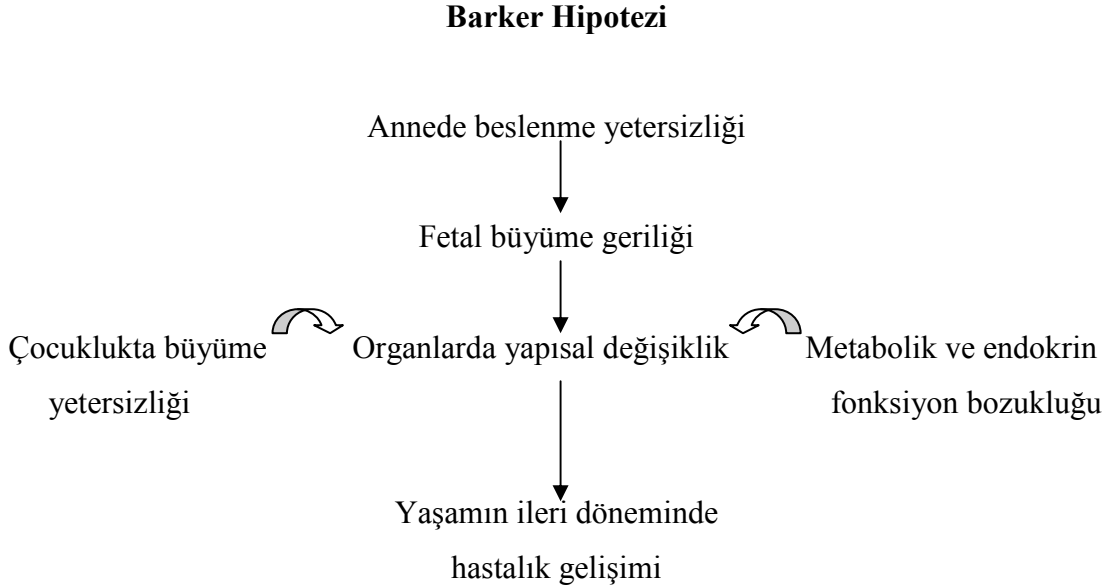 Barker Hipotezi
Annede beslenme yetersizliği
Fetal büyüme geriliği
Çocuklukta büyüme
yetersizliği
Organlarda yapısal değişiklik
Metabolik ve endokrin
fonksiyon bozukluğu
Yaşamın ileri döneminde
hastalık gelişimi